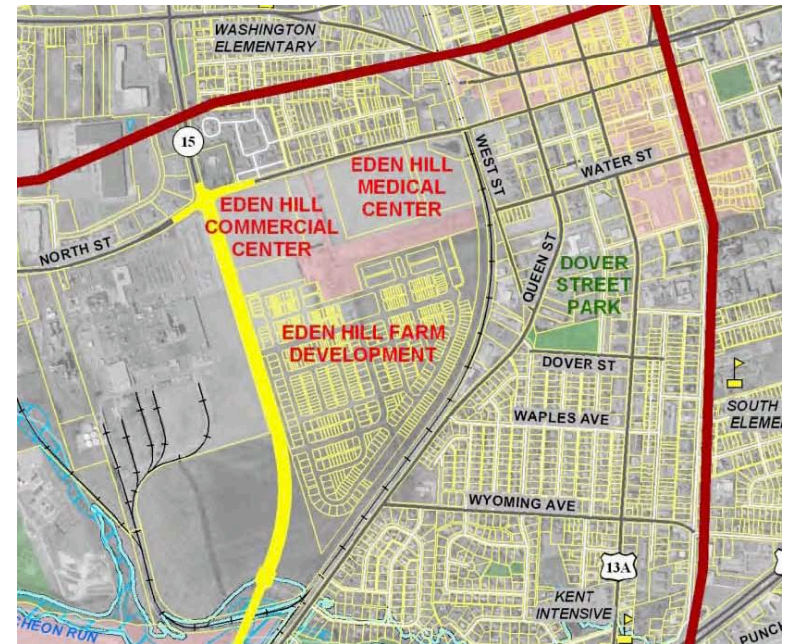 WASHINGTON
ELEMENTARY
15
EDEN HILL
MEDICAL
CENTER
WEST ST
WATER ST
EDEN HILL
COMMERCIAL
CENTER
NORTH ST
QUEEN ST
DOVER
STREET
PARK
EDEN HILL FARM
DEVELOPMENT
DOVER ST
WAPLES AVE
SOUTH
ELEME
WYOMING AVE
13A
KENT
INTENSIVE
CHEON RUN
PUNCH